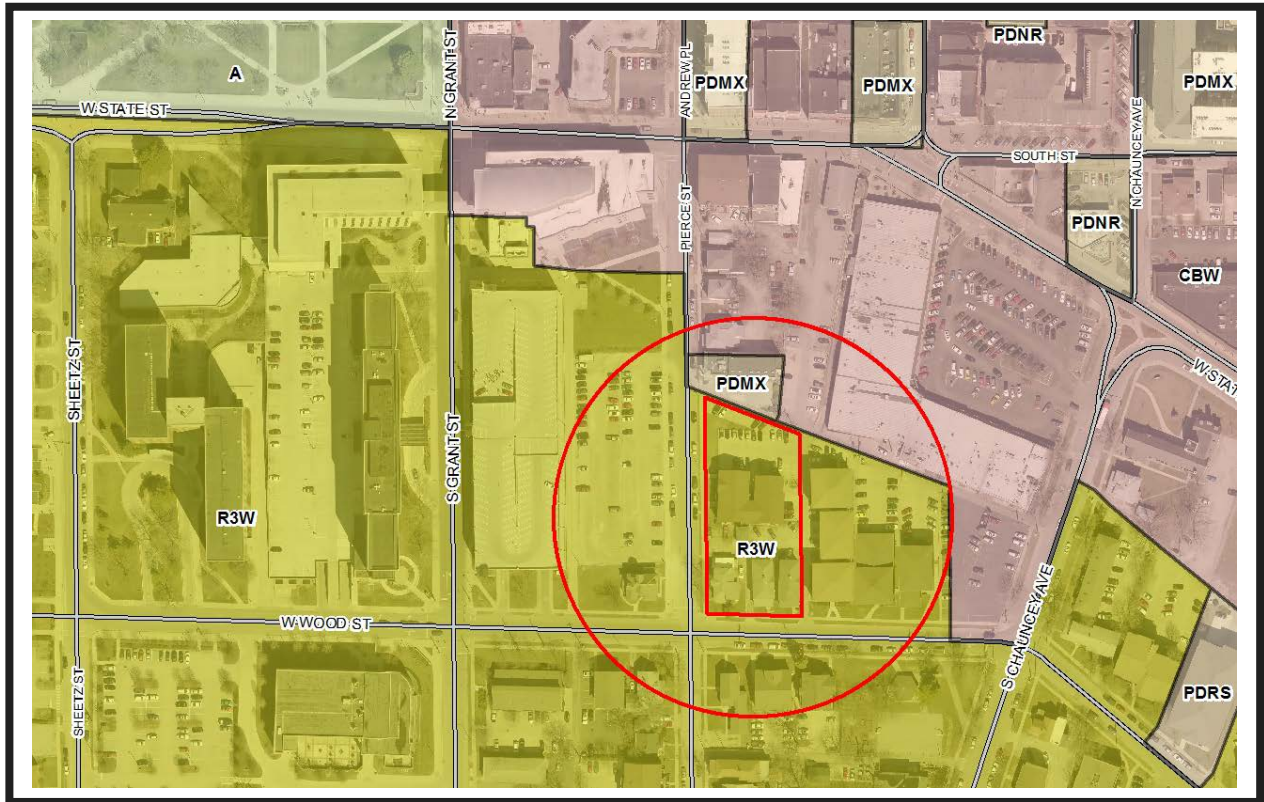 PDNR
N GRANT ST
ANDREW PL
A
PDMX
PDMX
PDMX
W STATE ST
SOUTH ST
N CHAUNCEY AVE
PIERCE ST
PDNR
CBW
SHEETZ ST
W STAT
PDMX
S GRANT ST
R3W
R3W
W WOOD ST
S CHAUNCEY AVE
SHEETZ ST
PDRS